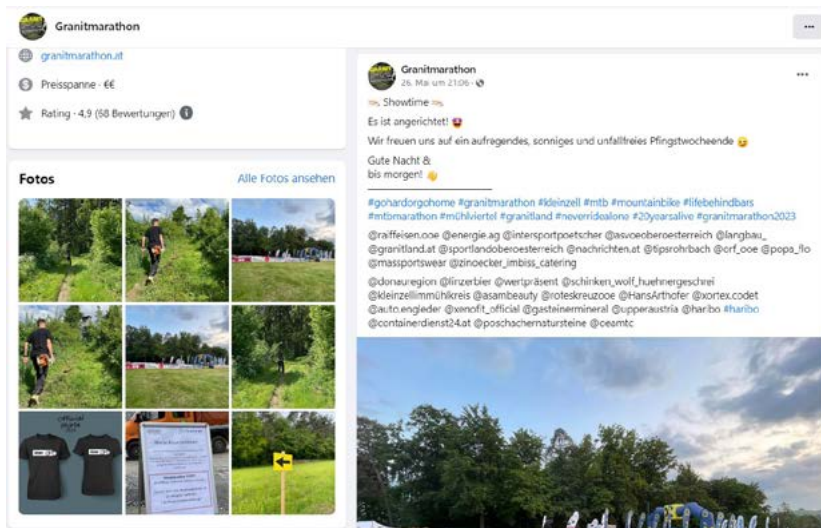 Granitmarathon
granitmarathon.at
Preisspanne · €€
Rating · 4,9 (68 Bewertungen)
Fotos
Alle Fotos ansehen
Granitmarathon
26. Mai um 21:06
Showtime
Es ist angerichtet!
Wir freuen uns auf ein aufregendes, sonniges und unfallfreies Pfingstwocheende
Gute Nacht &
bis morgen!
#gohardorgohome #granitmarathon #kleinzell #mtb #mountainbike #lifebehindbars
#mtbmarathon #mühlviertel #granitland #neverridealone #20yearsalive #granitmarathon2023
@raiffeisen.ooe @energie.ag @intersportpoetscher @asvoeoberoesterreich @langbau_
@granitland.at @sportlandoberoesterreich @nachrichten.at @tipsrohrbach @orf_ooe @popa_flo
@massportswear @zinoecker_imbiss_catering
@donauregion @linzerbier @wertpräsent @schinken_wolf_huehnergeschrei
@kleinzellimmühlkreis @asambeauty @roteskreuzooe @HansArthofer @xortex.codet
@auto.engleder @xenofit_official @gasteinermineral @upperaustria @haribo #haribo
@containerdienst24.at @poschachernatursteine @oeamtc